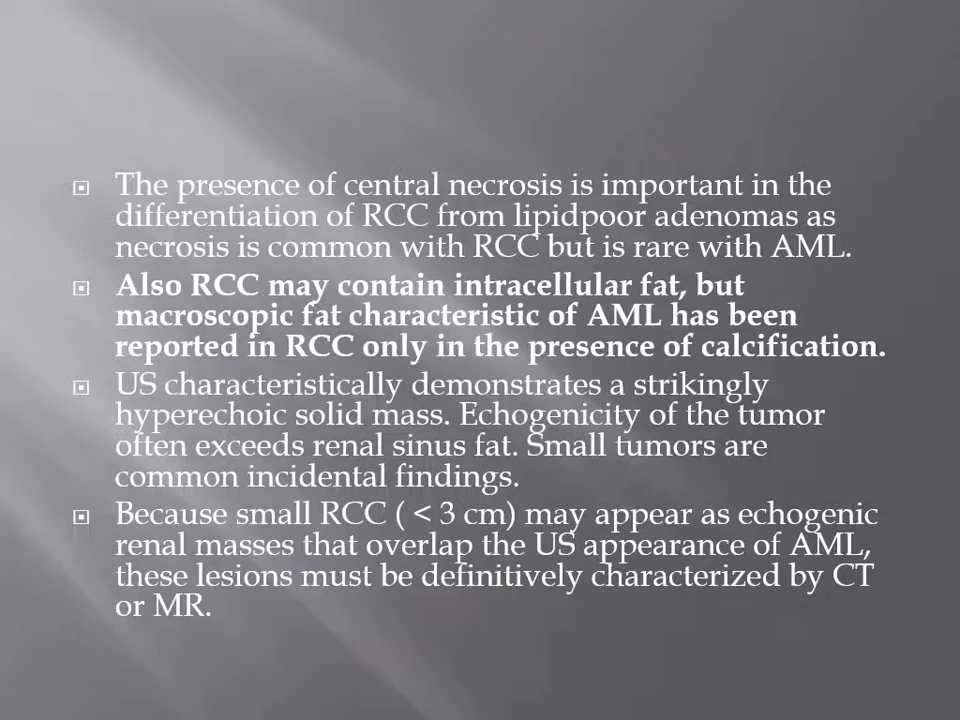 The presence of central necrosis is important in the
differentiation of RCC from lipidpoor adenomas as
necrosis is common with RCC but is rare with AML.
Also RCC may contain intracellular fat, but
macroscopic fat characteristic of AML has been
reported in RCC only in the presence of calcification.
US characteristically demonstrates a strikingly
hyperechoic solid mass. Echogenicity of the tumor
often exceeds renal sinus fat. Small tumors are
common incidental findings.
Because small RCC ( < 3 cm) may appear as echogenic
renal masses that overlap the US appearance of AML,
these lesions must be definitively characterized by CT
or MR.